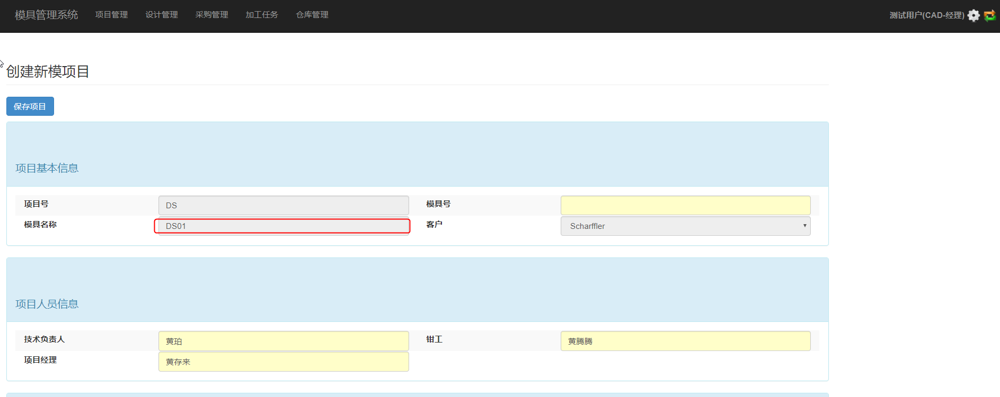 模具管理系统 项目管理 设计管理 采购管理 加工任务 仓库管理 测试用户(CAD-经理)
创建新模项目
保存项目
项目基本信息
项目号 DS 模具号
模具名称 DS01 客户 Scharffler
项目人员信息
技术负责人 黄珀 钳工 黄腾腾
项目经理 黄存来